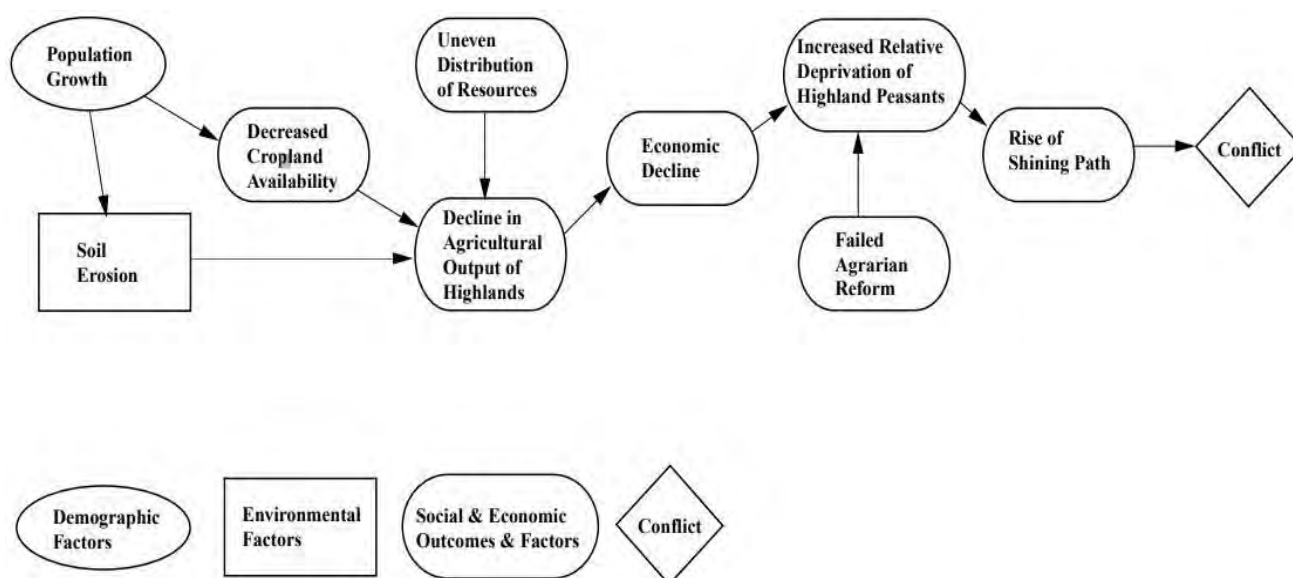 Population
Growth
Uneven
Distribution
of Resources
Increased Relative
Deprivation of
Highland Peasants
Decreased
Cropland
Availability
Economic
Decline
Rise of
Shining Path
Conflict
Soil
Erosion
Decline in
Agricultural
Output of
Highlands
Failed
Agrarian
Reform
Demographic
Factors
Environmental
Factors
Social & Economic
Outcomes & Factors
Conflict